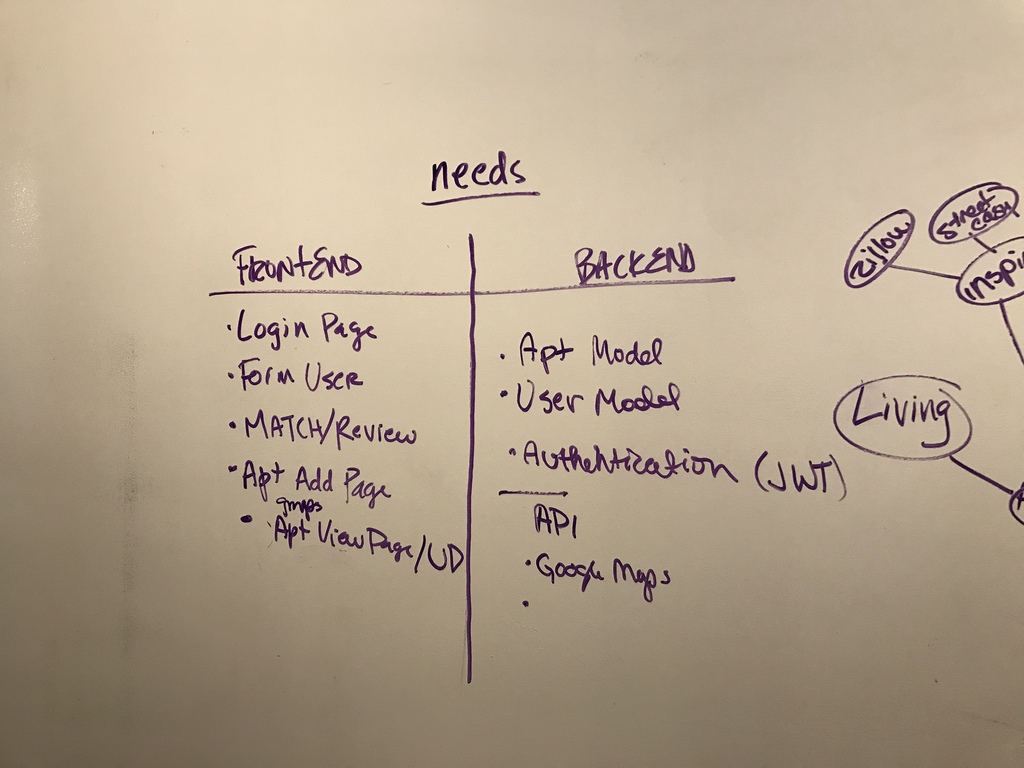 needs
FRONTEND
· Login Page
· Form User
· MATCH/Review
· Apt Add Page
gmaps
· Apt View Page/UD
BACKEND
· Apt Model
· User Model
· Authentication (JWT)
API
· Google Maps
·
zillow
street easy
inspi
Living